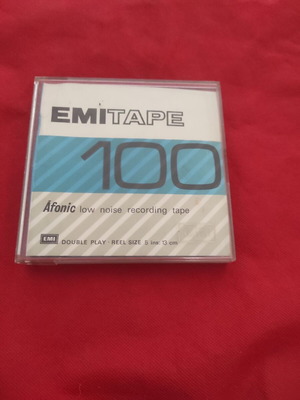 EMITAPE
100
Afonic low noise recording tape
EMI DOUBLE PLAY · REEL SIZE 5 INS. 13 cm